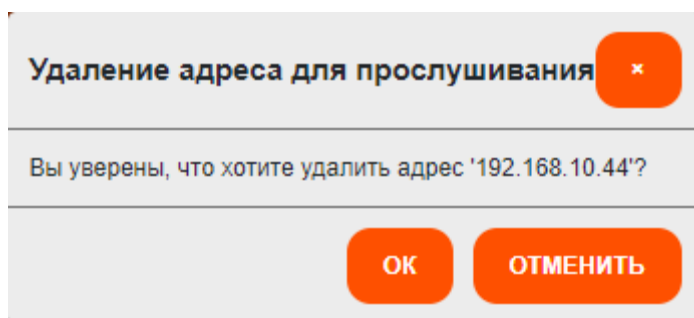 Удаление адреса для прослушивания ×
Вы уверены, что хотите удалить адрес '192.168.10.44'?
ОК ОТМЕНИТЬ